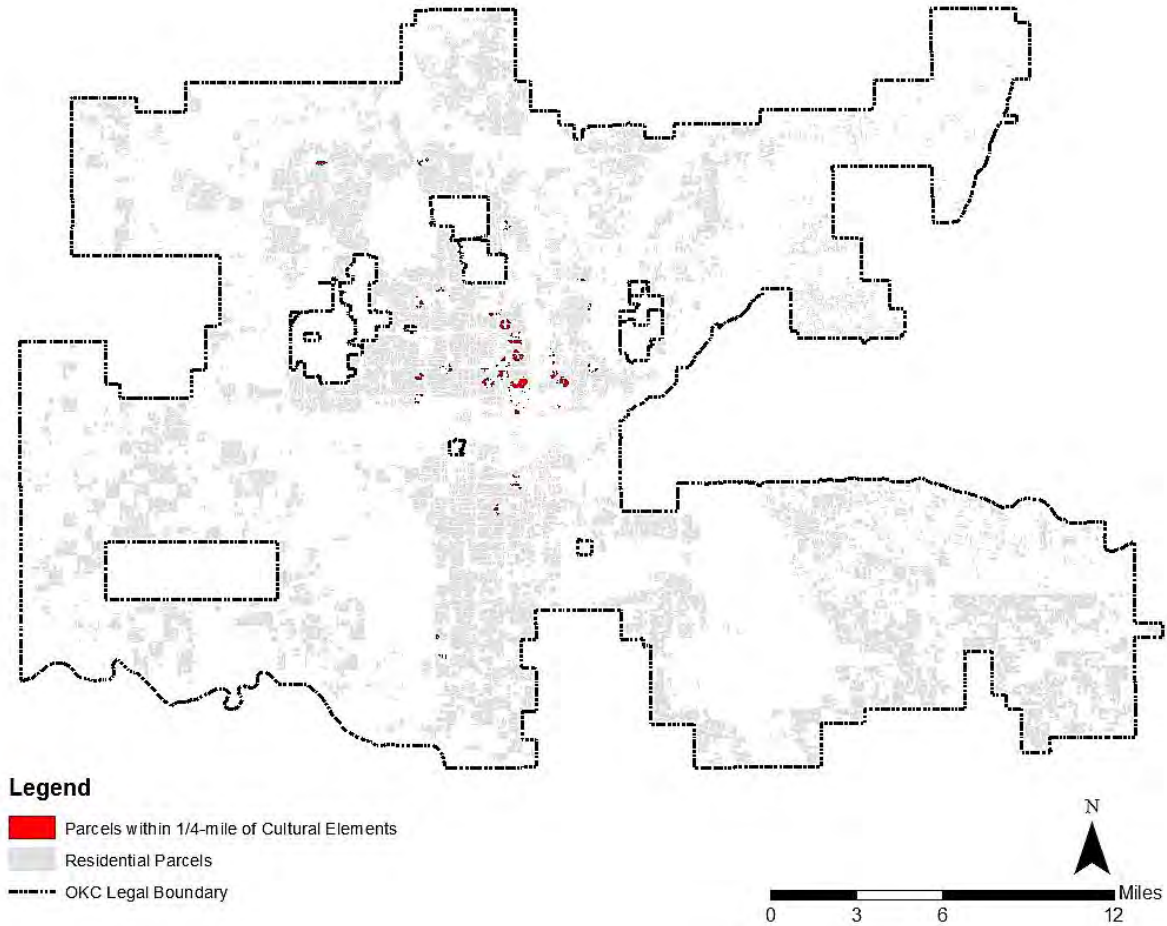 Legend
Parcels within 1/4-mile of Cultural Elements
Residential Parcels
OKC Legal Boundary
N
Miles
0 3 6 12